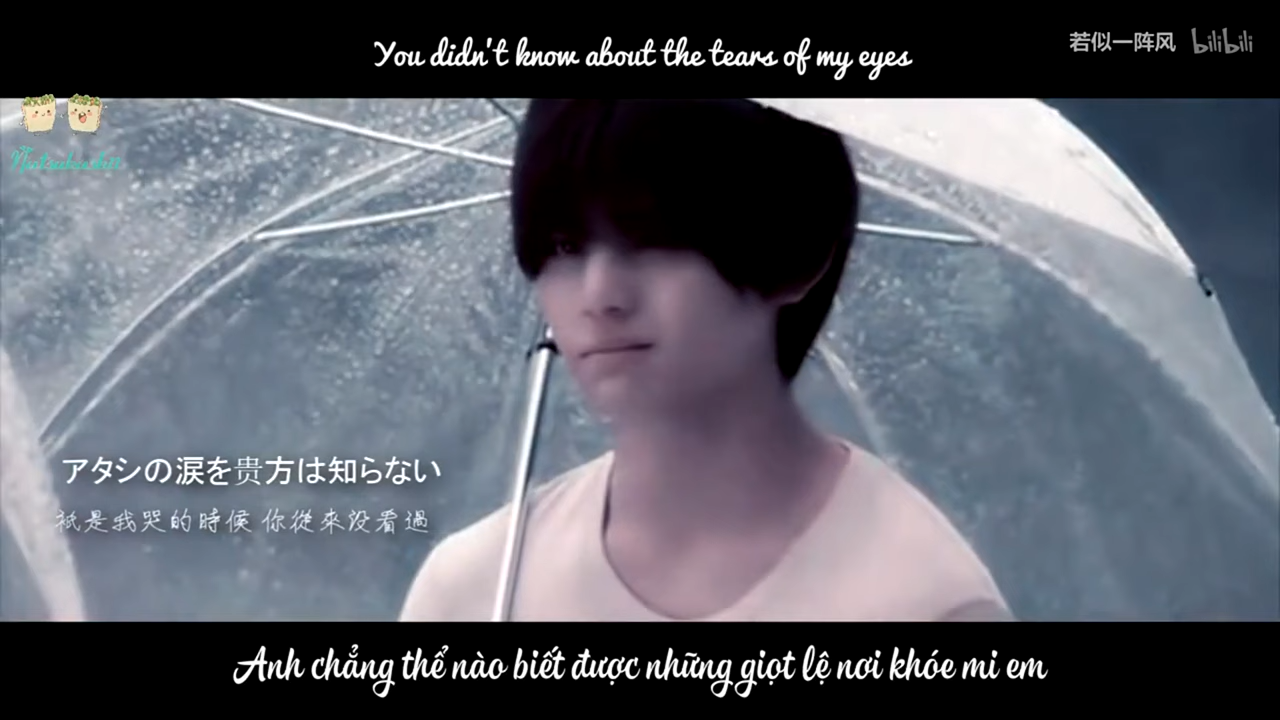 You didn't know about the tears of my eyes
若似一阵风 bilibili
アタシの涙を贵方は知らない
祇是我哭的時候 你從來没看過
Anh chẳng thể nào biết được những giọt lệ nơi khóe mi em